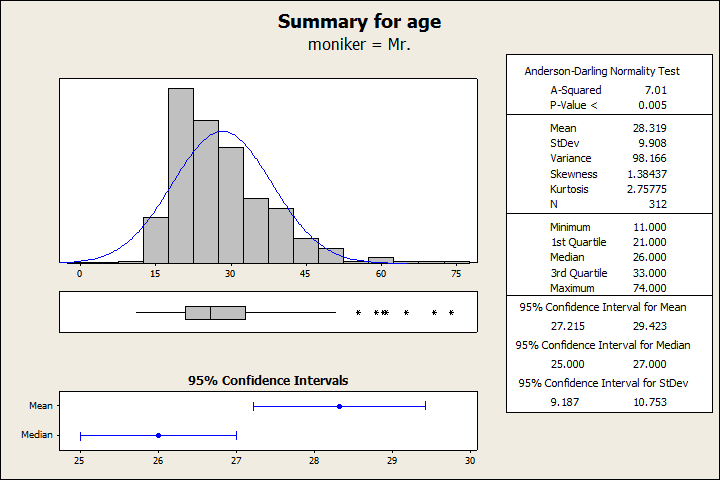 Summary for age
moniker = Mr.
0 15 30 45 60 75
Anderson-Darling Normality Test
A-Squared 7.01
P-Value < 0.005
Mean 28.319
StDev 9.908
Variance 98.166
Skewness 1.38437
Kurtosis 2.75775
N 312
Minimum 11.000
1st Quartile 21.000
Median 26.000
3rd Quartile 33.000
Maximum 74.000
95% Confidence Interval for Mean
27.215 29.423
95% Confidence Interval for Median
25.000 27.000
95% Confidence Interval for StDev
9.187 10.753
95% Confidence Intervals
Mean
Median
25 26 27 28 29 30